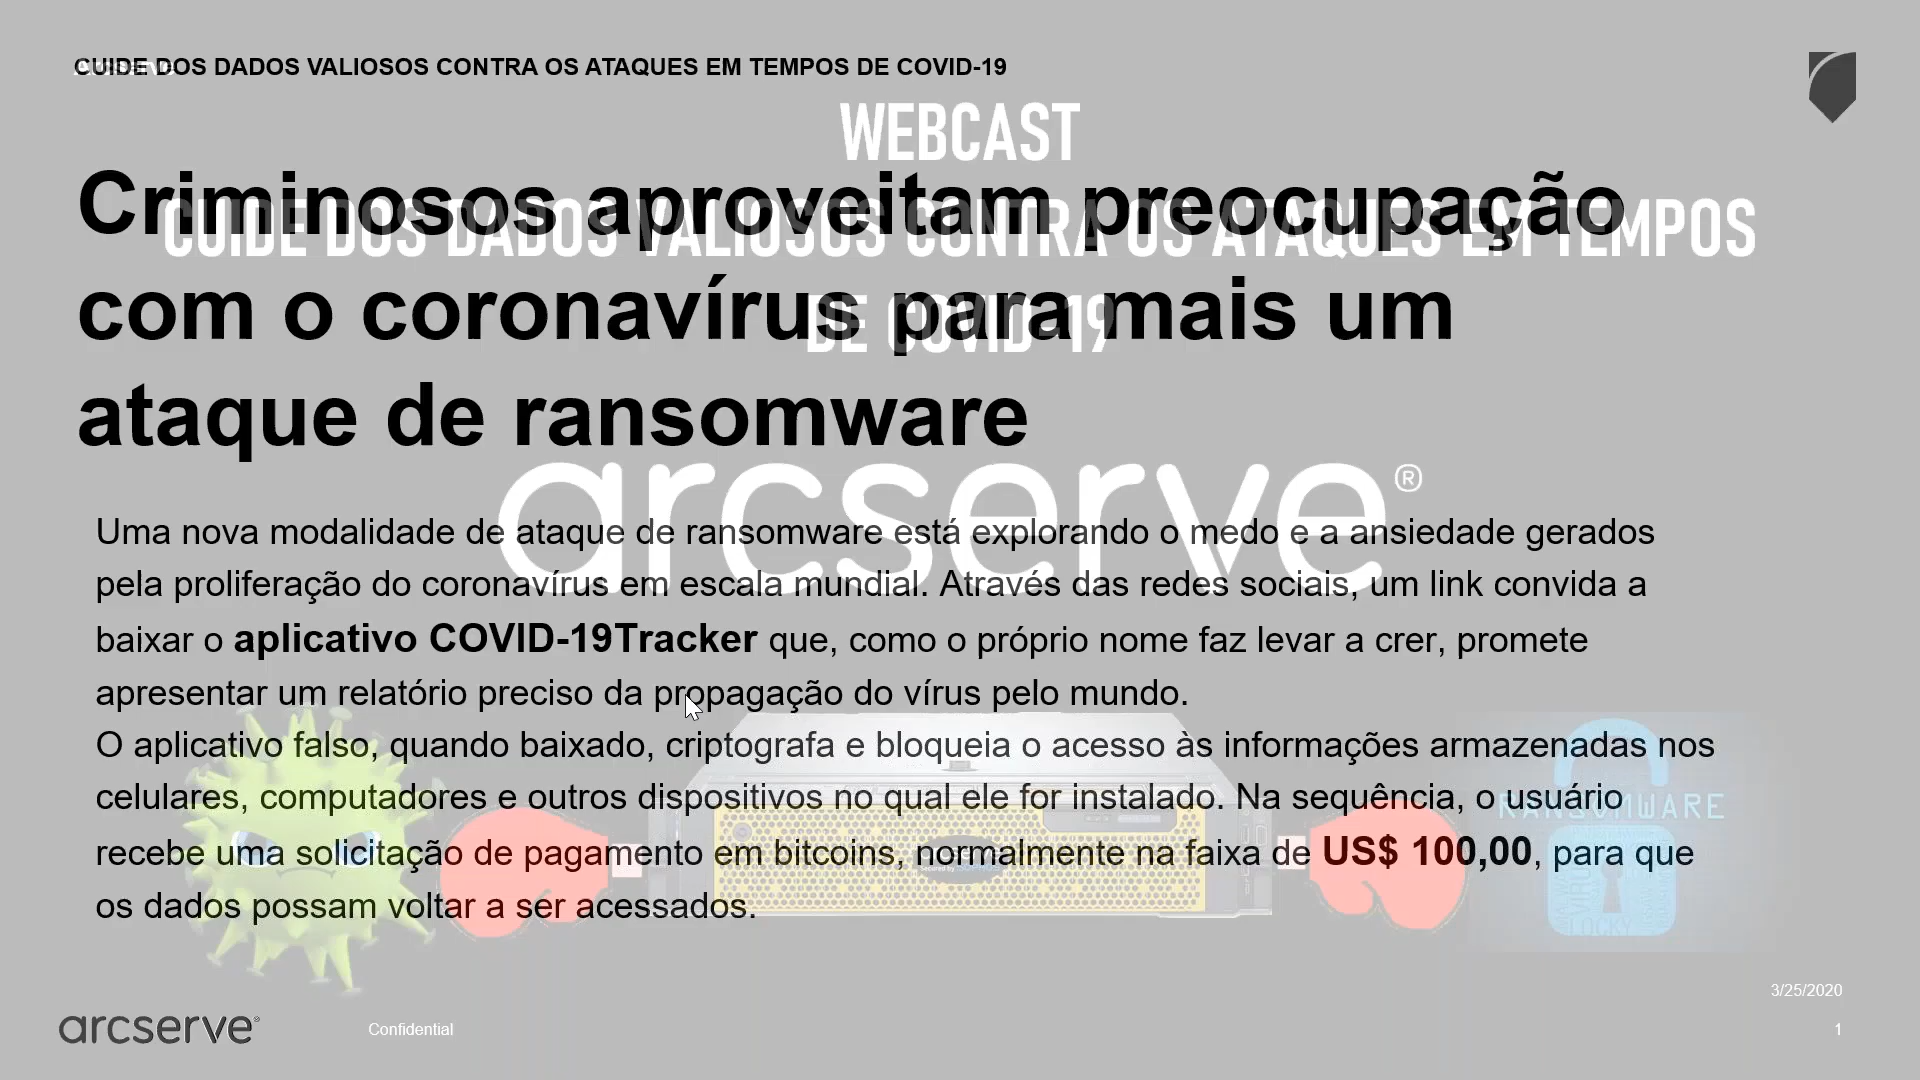 CUIDE DOS DADOS VALIOSOS CONTRA OS ATAQUES EM TEMPOS DE COVID-19
WEBCAST
CUIDE DOS DADOS VALIOSOS CONTRA OS ATAQUES EM TEMPOS
DE COVID-19
Criminosos aproveitam preocupação
com o coronavírus para mais um
ataque de ransomware
arcserve®
Uma nova modalidade de ataque de ransomware está explorando o medo e a ansiedade gerados
pela proliferação do coronavírus em escala mundial. Através das redes sociais, um link convida a
baixar o aplicativo COVID-19Tracker que, como o próprio nome faz levar a crer, promete
apresentar um relatório preciso da propagação do vírus pelo mundo.
O aplicativo falso, quando baixado, criptografa e bloqueia o acesso às informações armazenadas nos
celulares, computadores e outros dispositivos no qual ele for instalado. Na sequência, o usuário
recebe uma solicitação de pagamento em bitcoins, normalmente na faixa de US$ 100,00, para que
os dados possam voltar a ser acessados.
RANSOMWARE
VIRUS
LOCKY
3/25/2020
arcserve®
Confidential
1